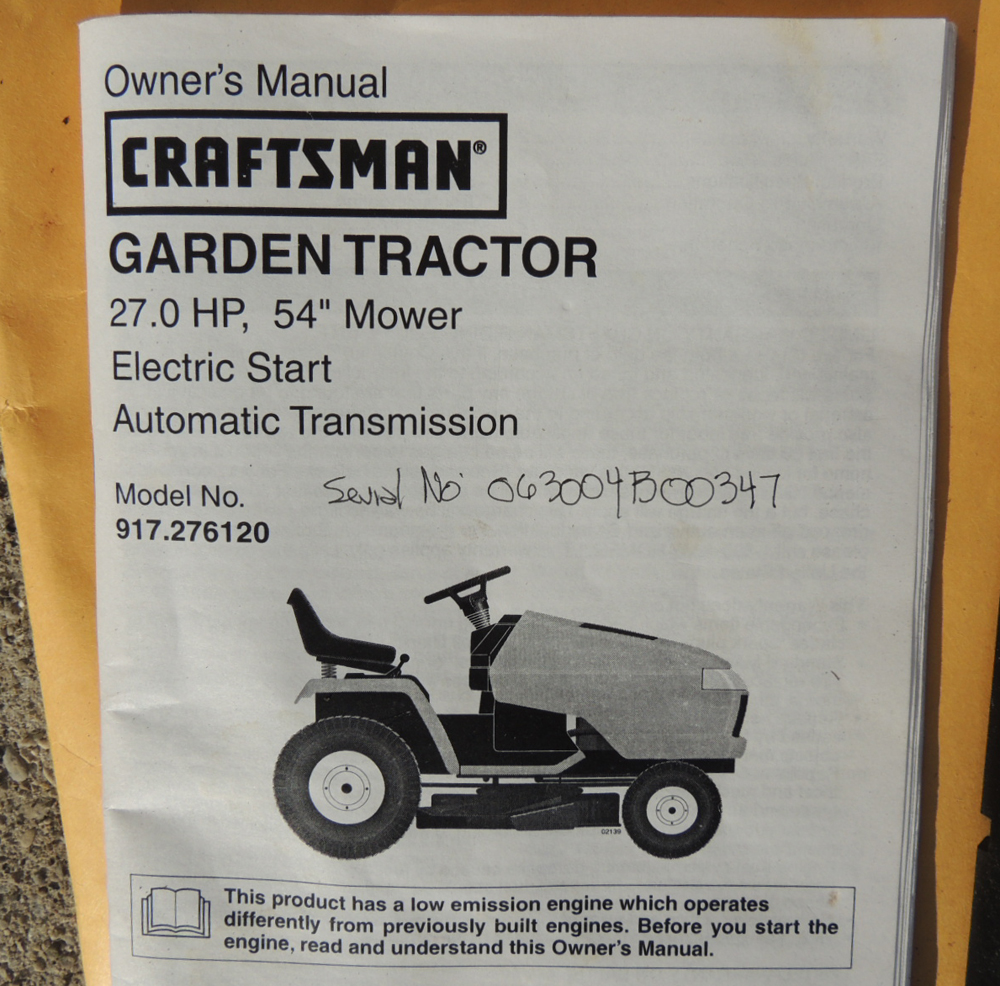 Owner's Manual
CRAFTSMAN®
GARDEN TRACTOR
27.0 HP, 54" Mower
Electric Start
Automatic Transmission
Serial No 063004B00347
Model No.
917.276120
02139
This product has a low emission engine which operates
differently from previously built engines. Before you start the
engine, read and understand this Owner's Manual.